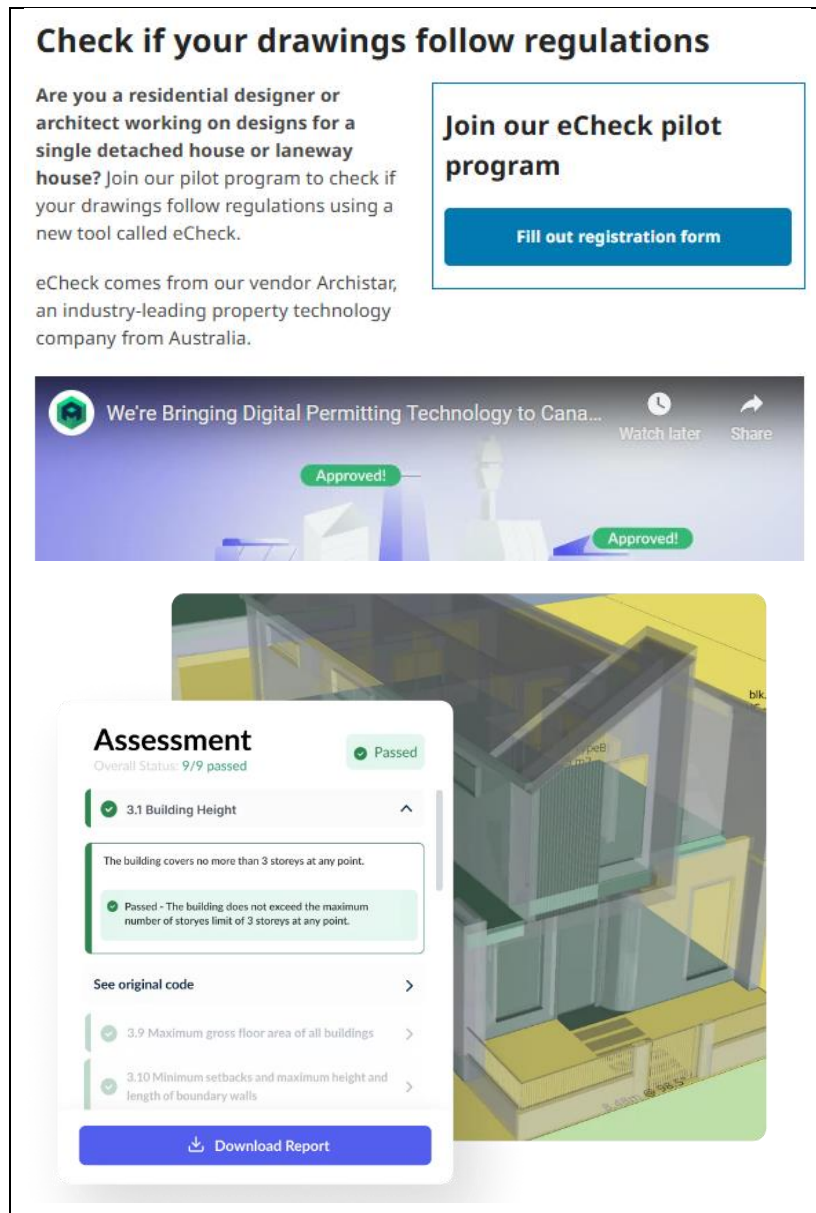 Check if your drawings follow regulations
Are you a residential designer or
architect working on designs for a
single detached house or laneway
house? Join our pilot program to check if
your drawings follow regulations using a
new tool called eCheck.
eCheck comes from our vendor Archistar,
an industry-leading property technology
company from Australia.
Join our eCheck pilot
program
Fill out registration form
We're Bringing Digital Permitting Technology to Cana...
Watch later
Share
Approved!
Approved!
blk.
Assessment
Overall Status: 9/9 passed
Passed
3.1 Building Height
The building covers no more than 3 storeys at any point.
Passed - The building does not exceed the maximum
number of storyes limit of 3 storeys at any point.
See original code
3.9 Maximum gross floor area of all buildings
3.10 Minimum setbacks and maximum height and
length of boundary walls
Download Report